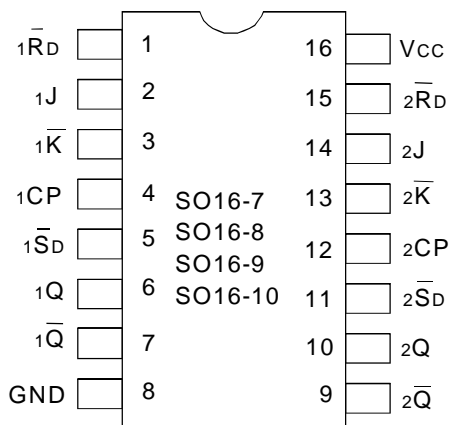 1R̅D 1 16 Vcc
1J 2 15 2R̅D
1K̅ 3 14 2J
1CP 4 SO16-7 13 2K̅
1S̅D 5 SO16-8 12 2CP
SO16-9
1Q 6 SO16-10 11 2S̅D
1Q̅ 7 10 2Q
GND 8 9 2Q̅